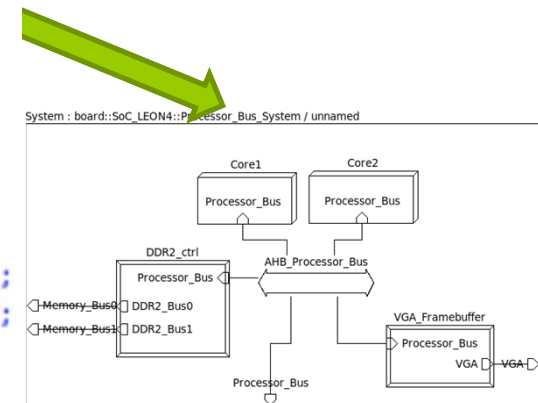 System : board::SoC_LEON4::Processor_Bus_System / unnamed
Core1
Core2
Processor_Bus
Processor_Bus
DDR2_ctrl
AHB_Processor_Bus
Processor_Bus
;
Memory_Bus0
DDR2_Bus0
;
Memory_Bus1
DDR2_Bus1
VGA_Framebuffer
Processor_Bus
VGA
VGA
Processor_Bus